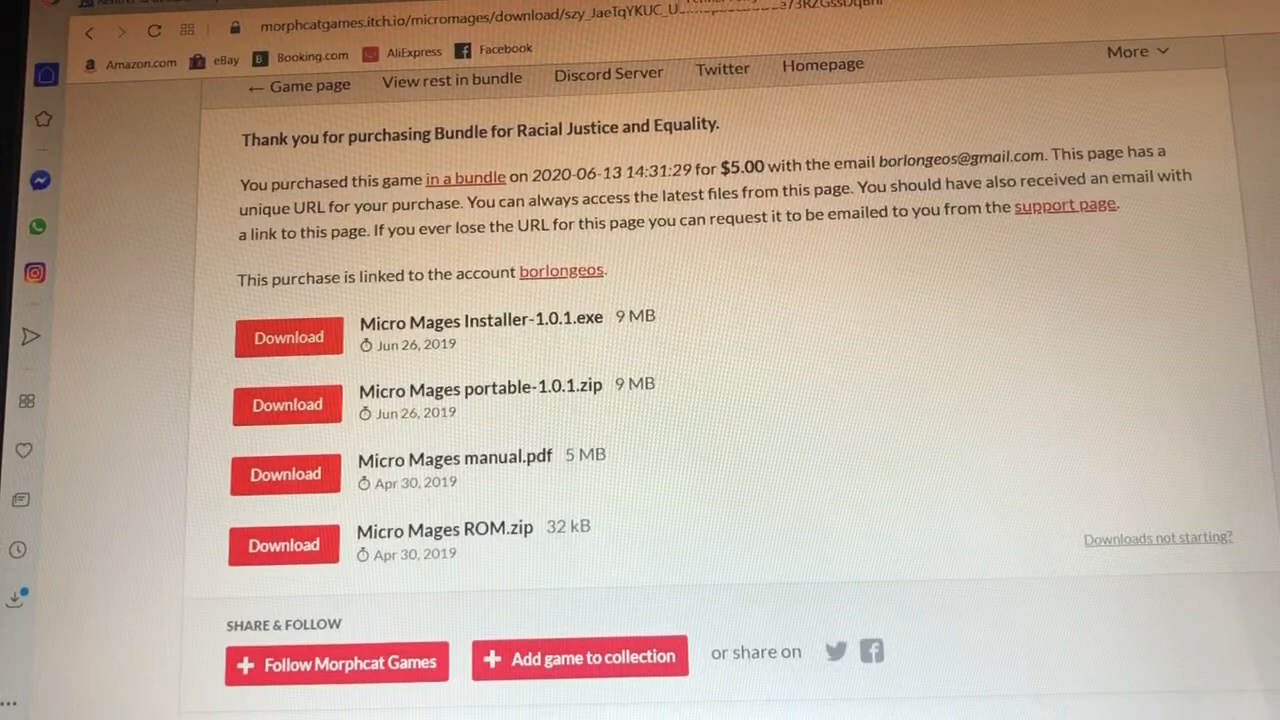 morphcatgames.itch.io/micromages/download/szy_JaeTqYKUC_U
Amazon.com eBay Booking.com AliExpress Facebook
← Game page View rest in bundle Discord Server Twitter Homepage More
Thank you for purchasing Bundle for Racial Justice and Equality.
You purchased this game in a bundle on 2020-06-13 14:31:29 for $5.00 with the email borlongeos@gmail.com. This page has a
unique URL for your purchase. You can always access the latest files from this page. You should have also received an email with
a link to this page. If you ever lose the URL for this page you can request it to be emailed to you from the support page.
This purchase is linked to the account borlongeos.
Download Micro Mages Installer-1.0.1.exe 9 MB
Jun 26, 2019
Download Micro Mages portable-1.0.1.zip 9 MB
Jun 26, 2019
Download Micro Mages manual.pdf 5 MB
Apr 30, 2019
Download Micro Mages ROM.zip 32 kB
Apr 30, 2019
Downloads not starting?
SHARE & FOLLOW
+ Follow Morphcat Games + Add game to collection or share on